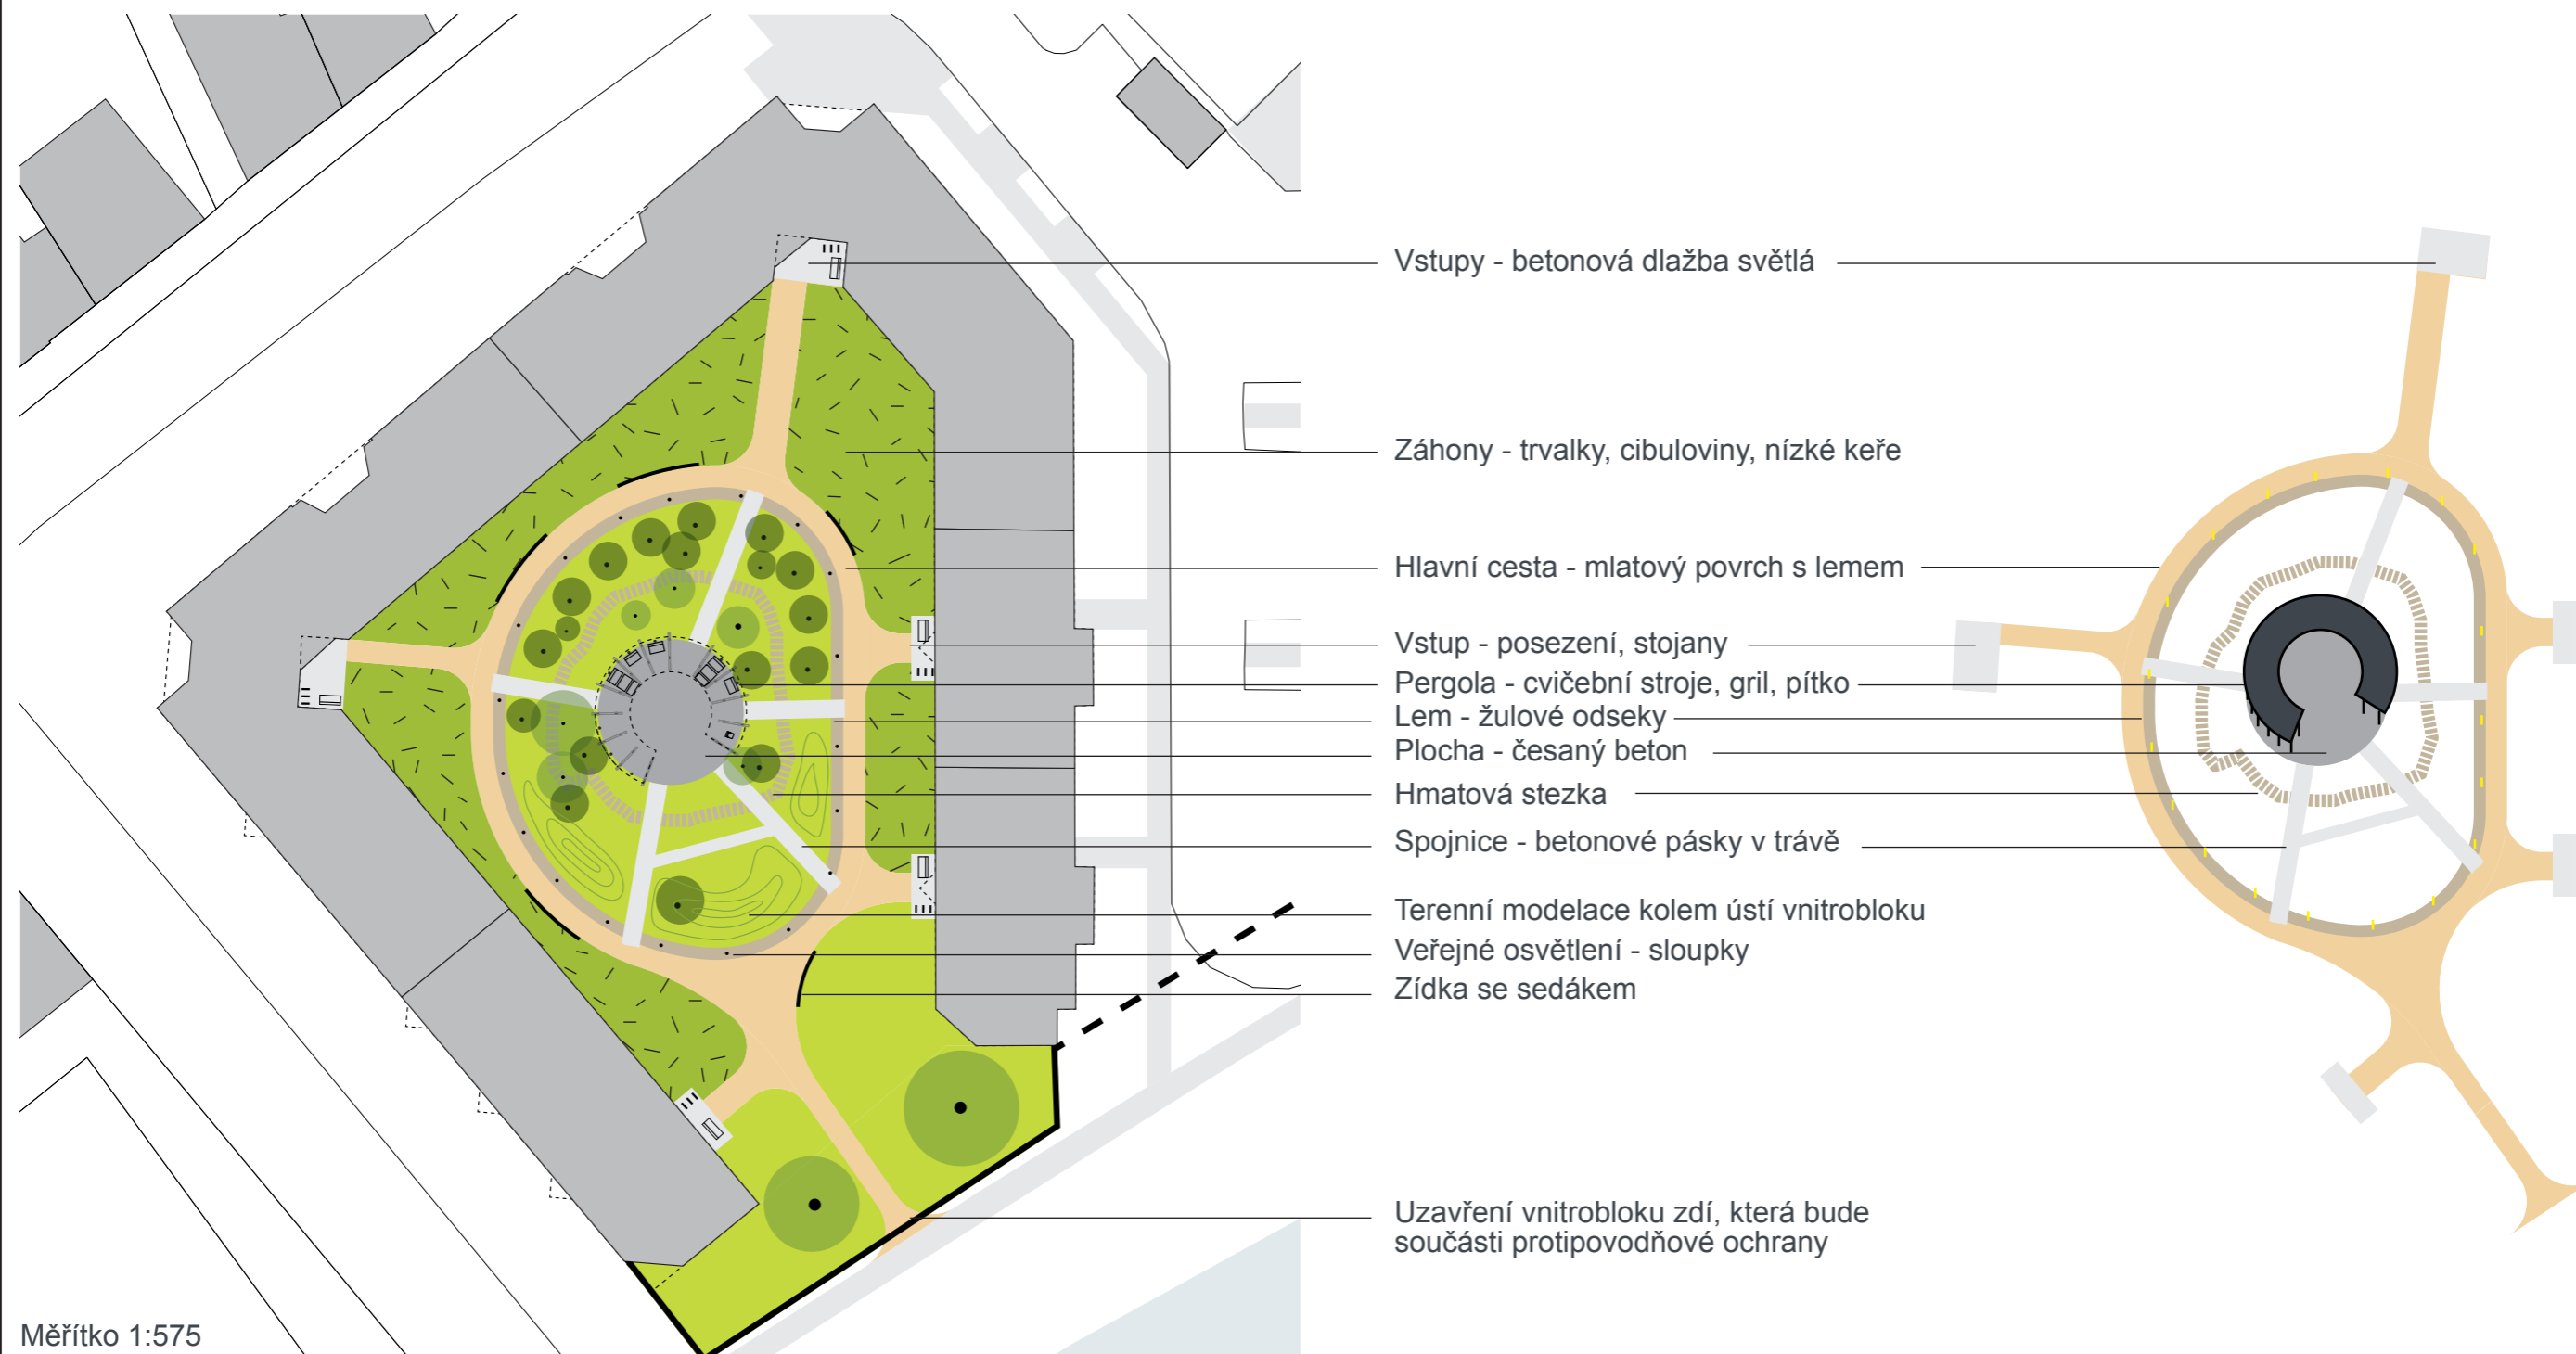 Vstupy - betonová dlažba světlá
Záhony - trvalky, cibuloviny, nízké keře
Hlavní cesta - mlatový povrch s lemem
Vstup - posezení, stojany
Pergola - cvičební stroje, gril, pítko
Lem - žulové odseky
Plocha - česaný beton
Hmatová stezka
Spojnice - betonové pásky v trávě
Terenní modelace kolem ústí vnitrobloku
Veřejné osvětlení - sloupky
Zídka se sedákem
Uzavření vnitrobloku zdí, která bude
součásti protipovodňové ochrany
Měřítko 1:575